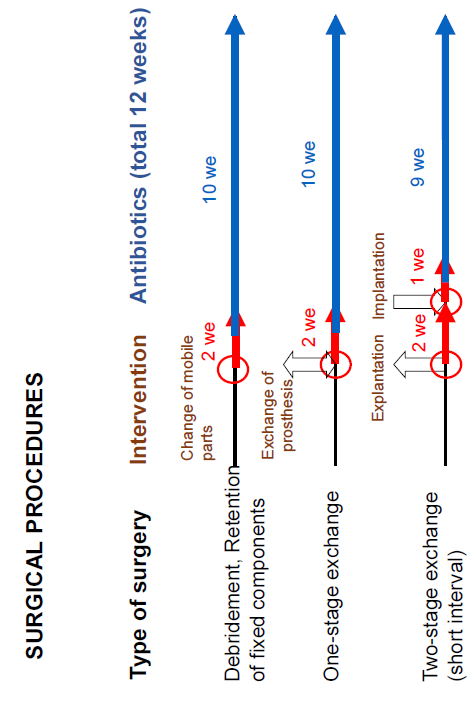 SURGICAL PROCEDURES
Type of surgery
Intervention
Antibiotics (total 12 weeks)
Debridement, Retention
of fixed components
Change of mobile
parts
2 we
10 we
One-stage exchange
Exchange of
prosthesis
2 we
10 we
Two-stage exchange
(short interval)
Explantation
Implantation
2 we
1 we
9 we